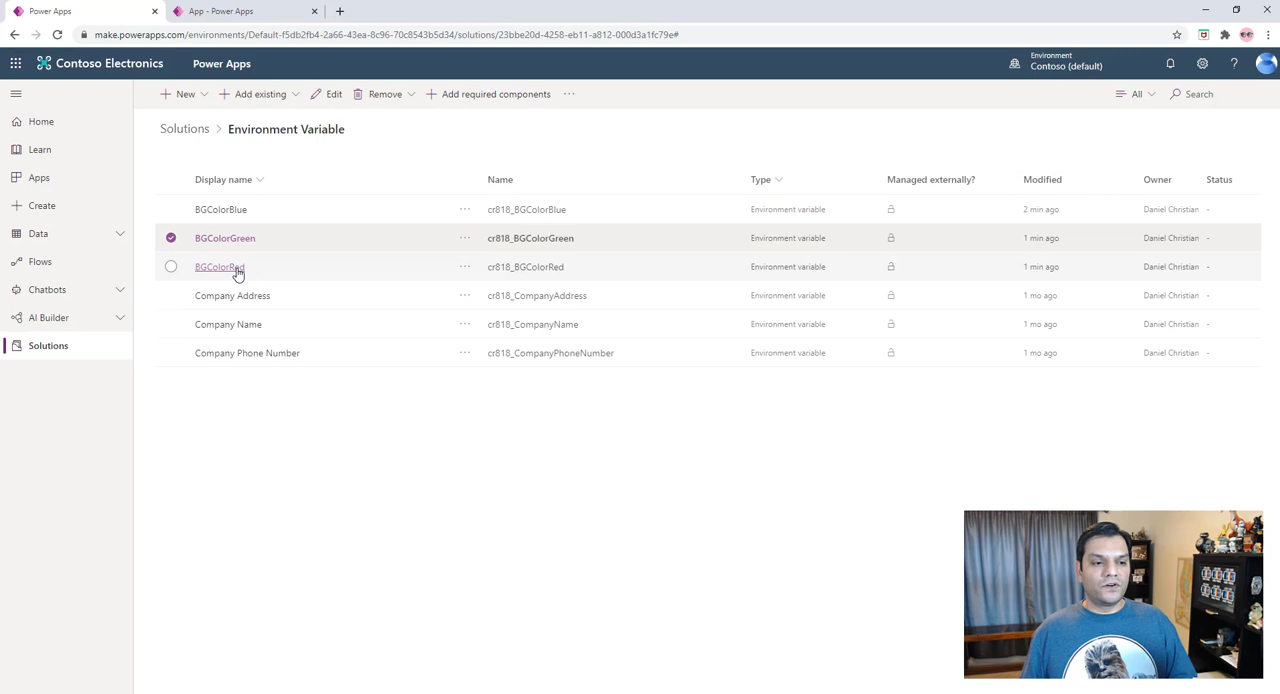 Power Apps
App - Power Apps
make.powerapps.com/environments/Default-f5db2fb4-2a66-43ea-8c96-70c8543b5d34/solutions/23bbe20d-4258-eb11-a812-000d3a1fc79e#
Contoso Electronics Power Apps
Environment
Contoso (default)
New Add existing Edit Remove Add required components ··· All Search
Home
Learn
Apps
Create
Data
Flows
Chatbots
AI Builder
Solutions
Solutions > Environment Variable
Display name Name Type Managed externally? Modified Owner Status
BGColorBlue ··· cr818_BGColorBlue Environment variable 2 min ago Daniel Christian -
BGColorGreen ··· cr818_BGColorGreen Environment variable 1 min ago Daniel Christian -
BGColorRed ··· cr818_BGColorRed Environment variable 1 min ago Daniel Christian -
Company Address ··· cr818_CompanyAddress Environment variable 1 mo ago Daniel Christian -
Company Name ··· cr818_CompanyName Environment variable 1 mo ago Daniel Christian -
Company Phone Number ··· cr818_CompanyPhoneNumber Environment variable 1 mo ago Daniel Christian -